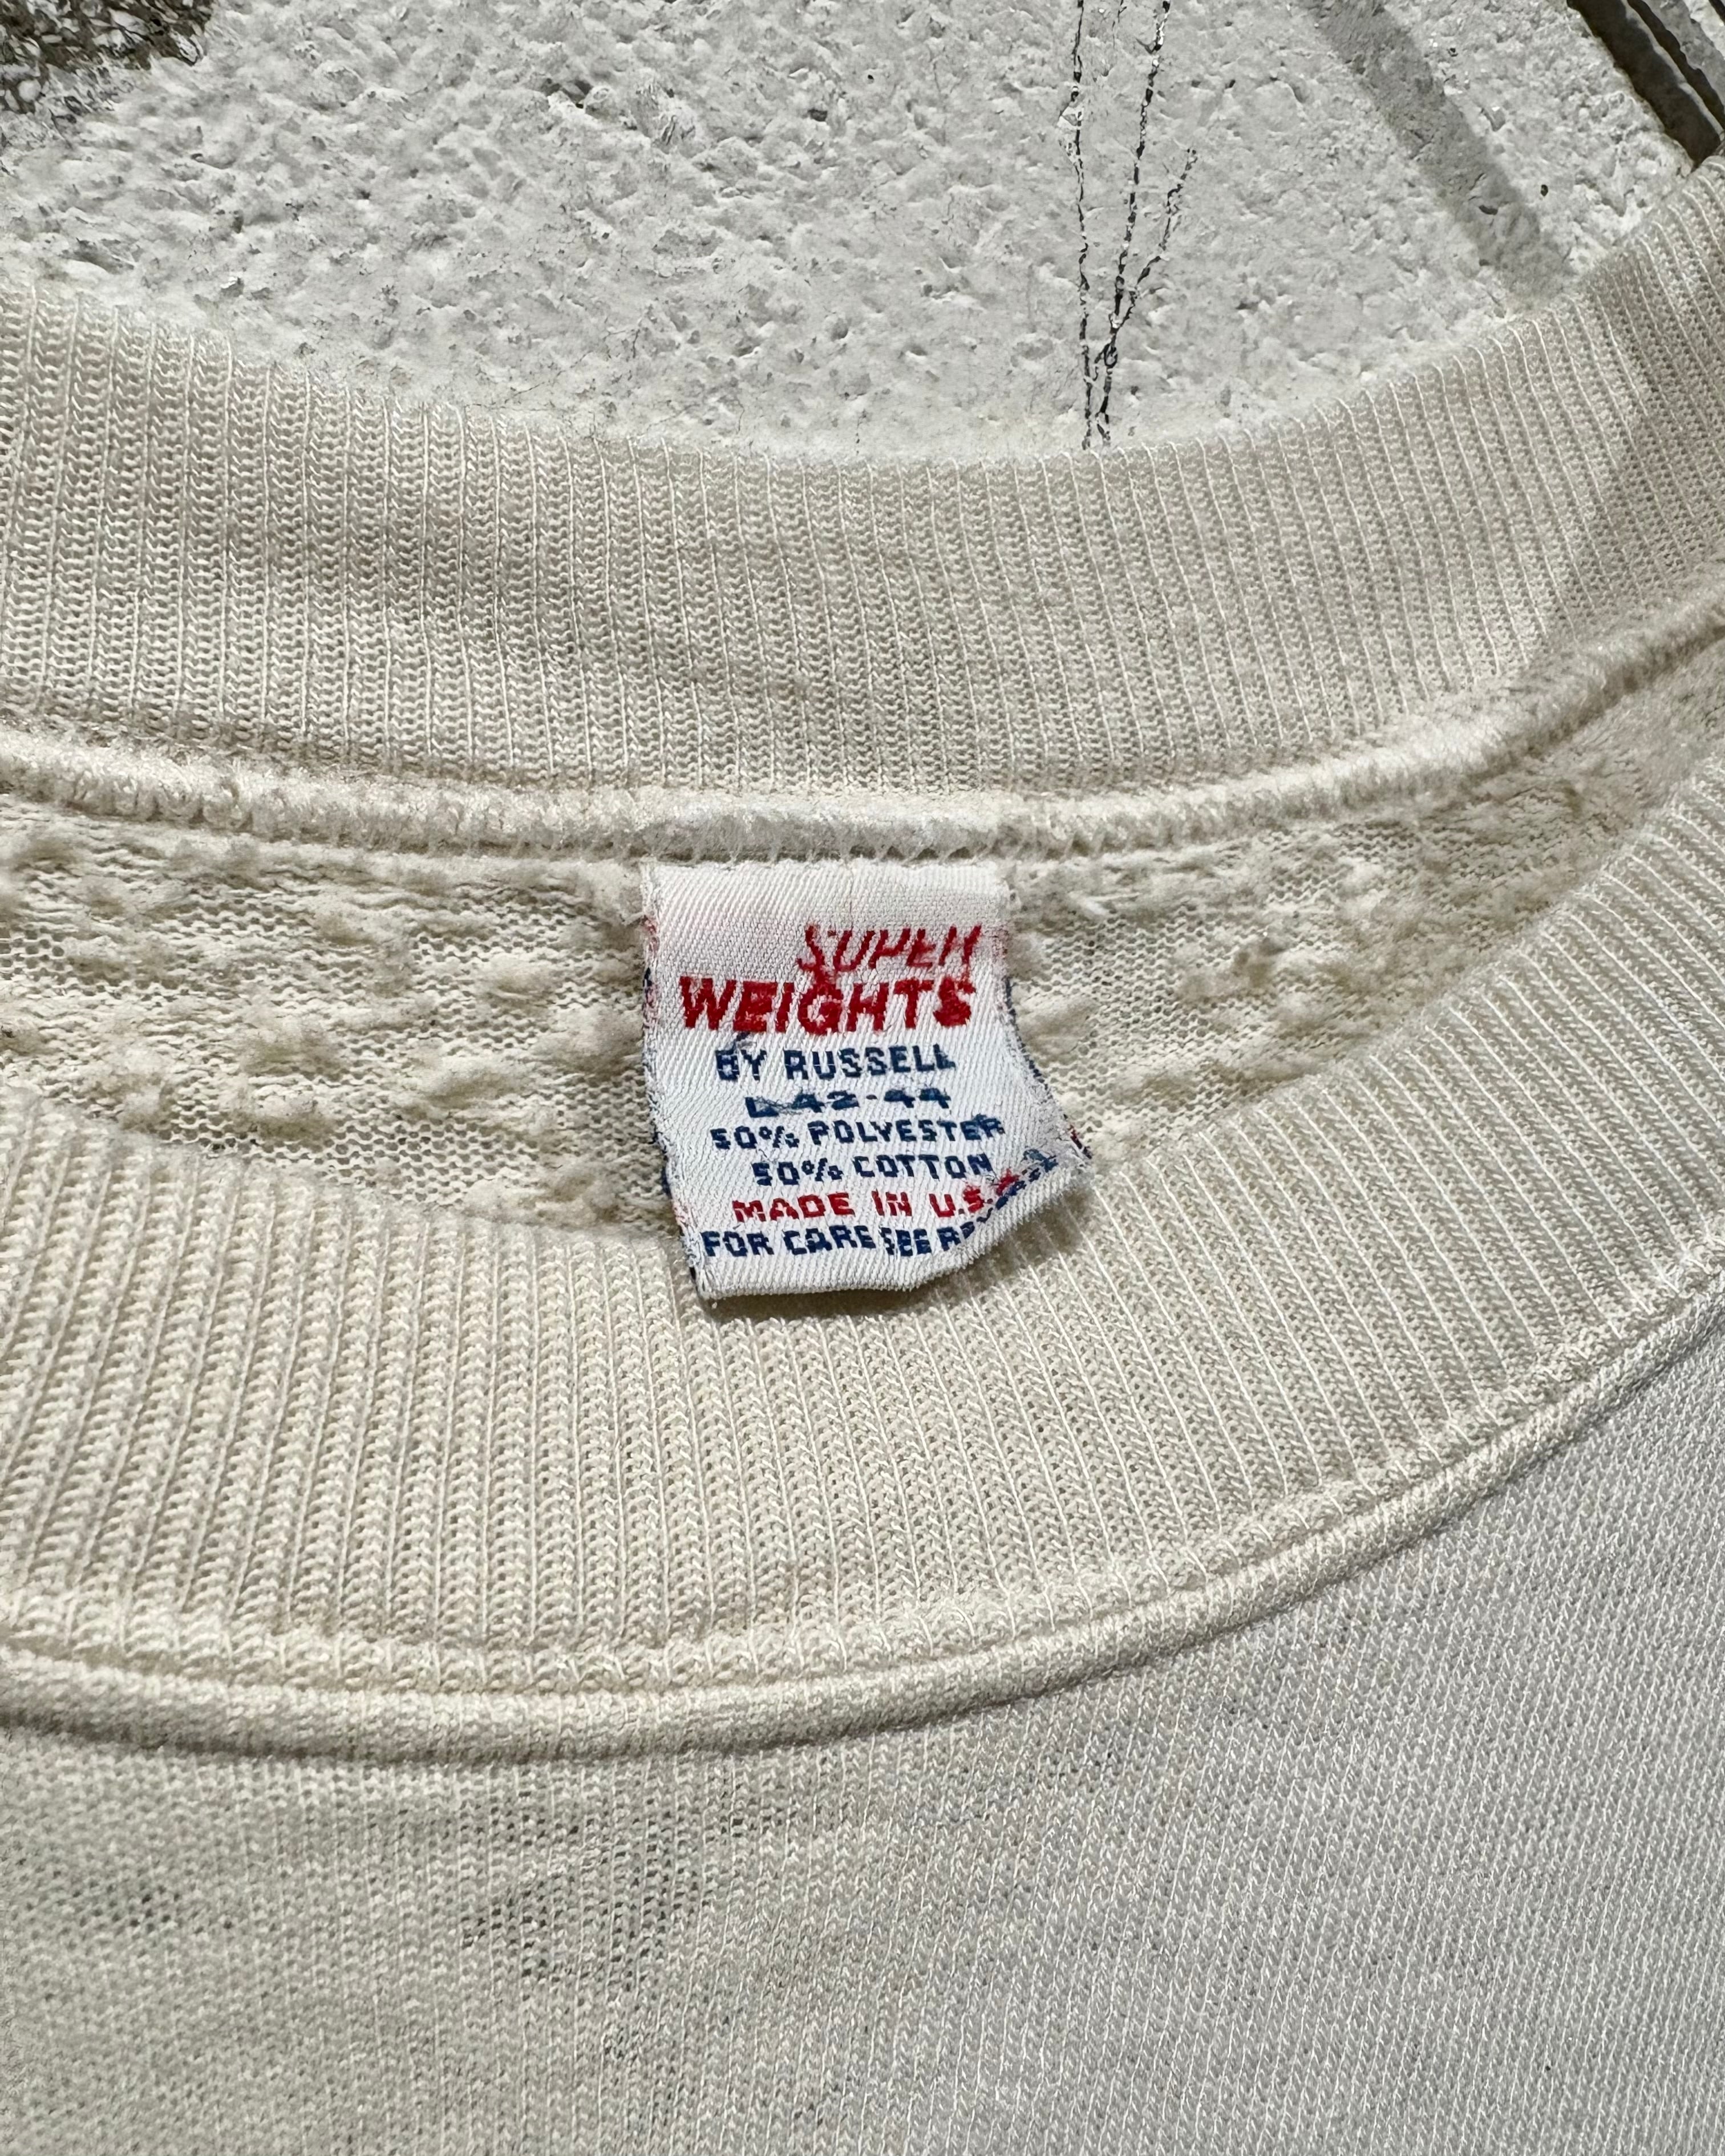 SUPER
WEIGHTS
BY RUSSELL
L 42-44
50% POLYESTER
50% COTTON
MADE IN U.S.A.
FOR CARE SEE REVERSE